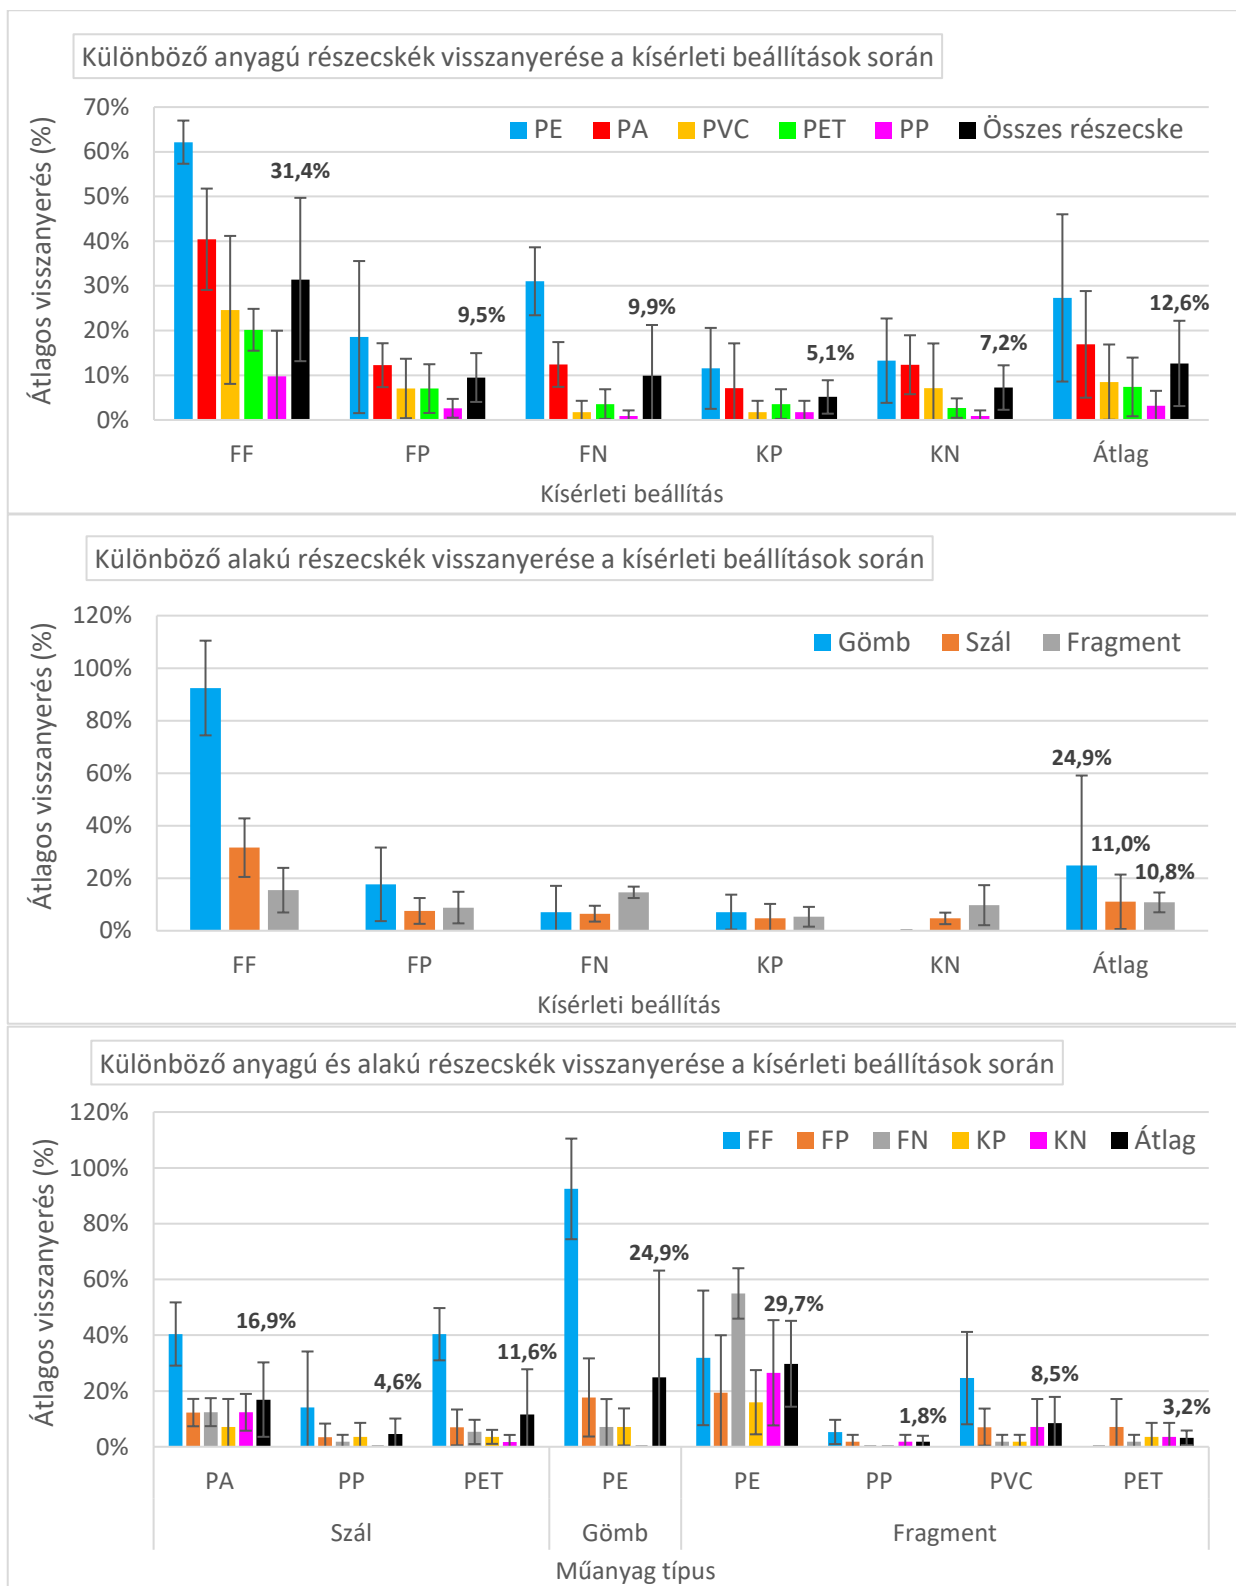 Különböző anyagú részecskék visszanyerése a kísérleti beállítások során
Átlagos visszanyerés (%)
70%
60%
50%
40%
30%
20%
10%
0%
PE PA PVC PET PP Összes részecske
31,4%
9,5%
9,9%
5,1%
7,2%
12,6%
FF FP FN KP KN Átlag
Kísérleti beállítás
Különböző alakú részecskék visszanyerése a kísérleti beállítások során
Átlagos visszanyerés (%)
120%
100%
80%
60%
40%
20%
0%
Gömb Szál Fragment
24,9%
11,0%
10,8%
FF FP FN KP KN Átlag
Kísérleti beállítás
Különböző anyagú és alakú részecskék visszanyerése a kísérleti beállítások során
Átlagos visszanyerés (%)
120%
100%
80%
60%
40%
20%
0%
FF FP FN KP KN Átlag
16,9%
4,6%
11,6%
24,9%
29,7%
1,8%
8,5%
3,2%
PA PP PET PE PE PP PVC PET
Szál Gömb Fragment
Műanyag típus